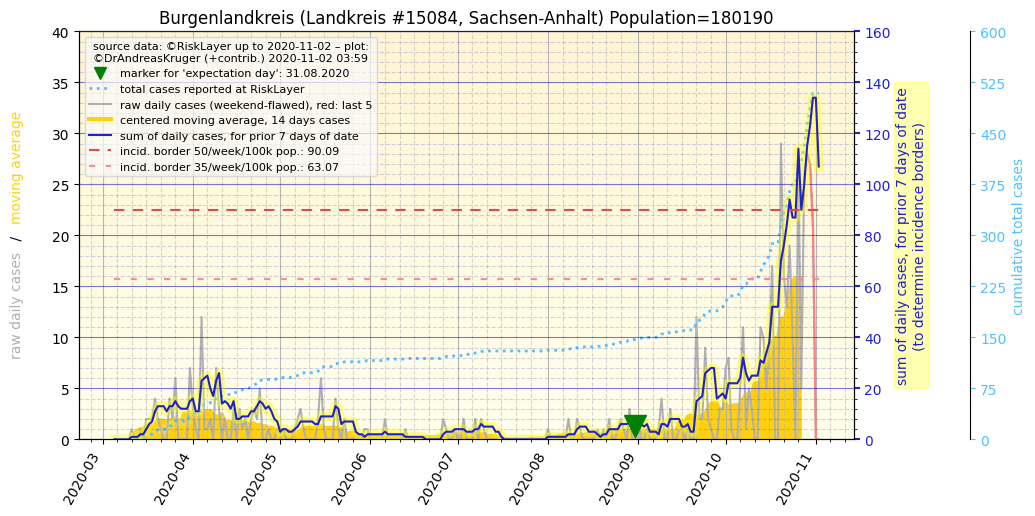 Burgenlandkreis (Landkreis #15084, Sachsen-Anhalt) Population=180190
source data: ©RiskLayer up to 2020-11-02 – plot:
©DrAndreasKruger (+contrib.) 2020-11-02 03:59
marker for 'expectation day': 31.08.2020
total cases reported at RiskLayer
raw daily cases (weekend-flawed), red: last 5
centered moving average, 14 days cases
sum of daily cases, for prior 7 days of date
incid. border 50/week/100k pop.: 90.09
incid. border 35/week/100k pop.: 63.07
raw daily cases / moving average
40
35
30
25
20
15
10
5
0
2020-03
2020-04
2020-05
2020-06
2020-07
2020-08
2020-09
2020-10
2020-11
160
140
120
100
80
60
40
20
0
sum of daily cases, for prior 7 days of date
(to determine incidence borders)
600
525
450
375
300
225
150
75
0
cumulative total cases